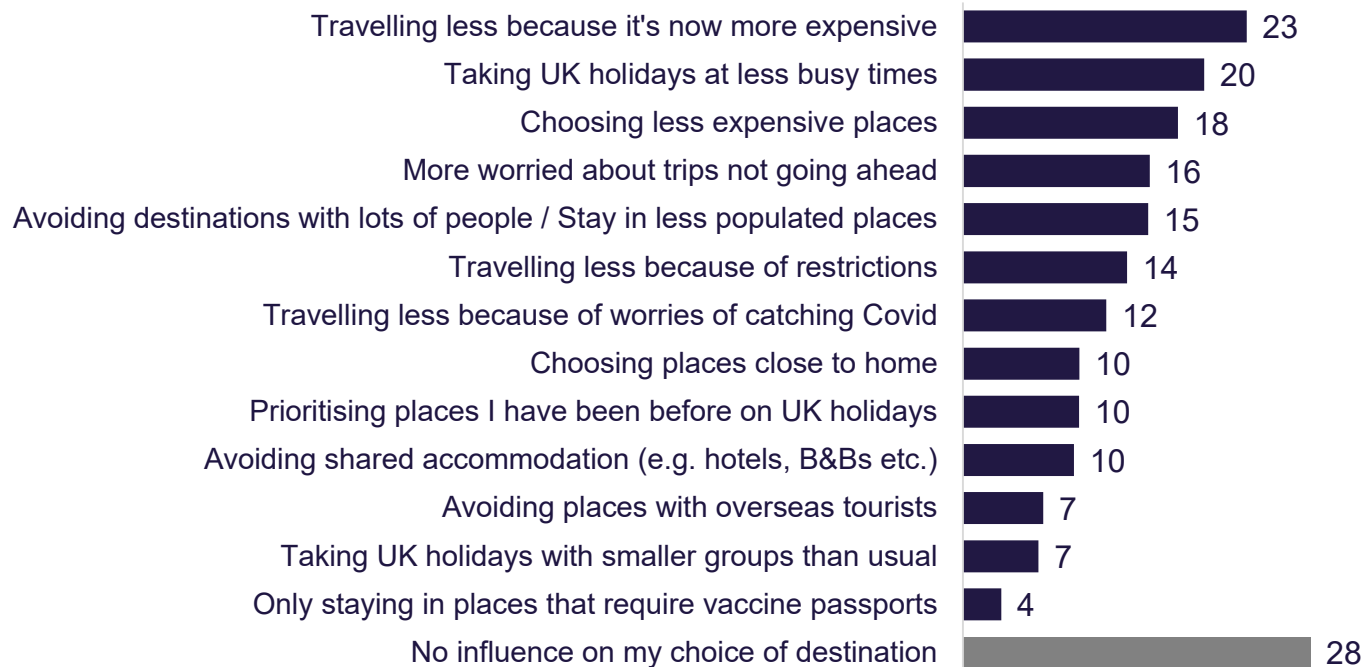 Travelling less because it's now more expensive 23
Taking UK holidays at less busy times 20
Choosing less expensive places 18
More worried about trips not going ahead 16
Avoiding destinations with lots of people / Stay in less populated places 15
Travelling less because of restrictions 14
Travelling less because of worries of catching Covid 12
Choosing places close to home 10
Prioritising places I have been before on UK holidays 10
Avoiding shared accommodation (e.g. hotels, B&Bs etc.) 10
Avoiding places with overseas tourists 7
Taking UK holidays with smaller groups than usual 7
Only staying in places that require vaccine passports 4
No influence on my choice of destination 28